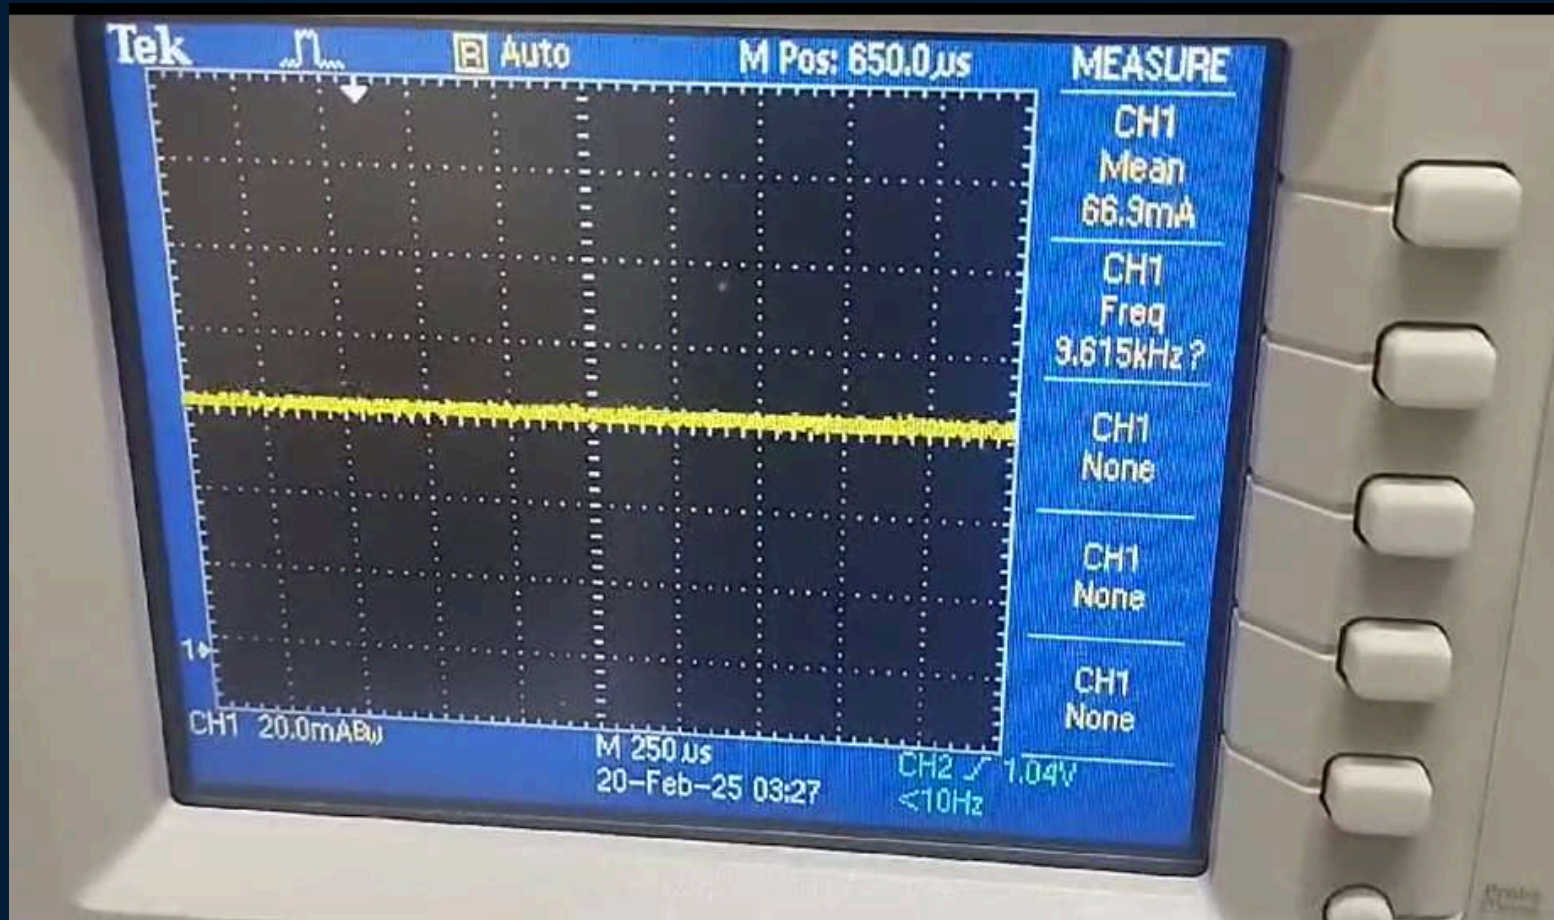 Tek R Auto M Pos: 650.0µs MEASURE
CH1
Mean
66.9mA
CH1
Freq
9.615kHz?
CH1
None
CH1
None
CH1
None
1
CH1 20.0mABW
M 250µs
CH2 1.04V
20-Feb-25 03:27
<10Hz